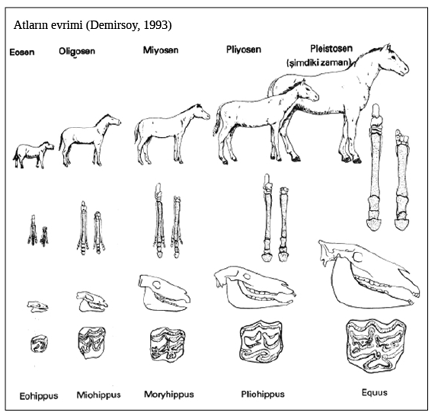 Atların evrimi (Demirsoy, 1993)
Eosen Oligosen Miyosen Pliyosen Pleistosen
(şimdiki zaman)
Eohippus Miohippus Moryhippus Pliohippus Equus